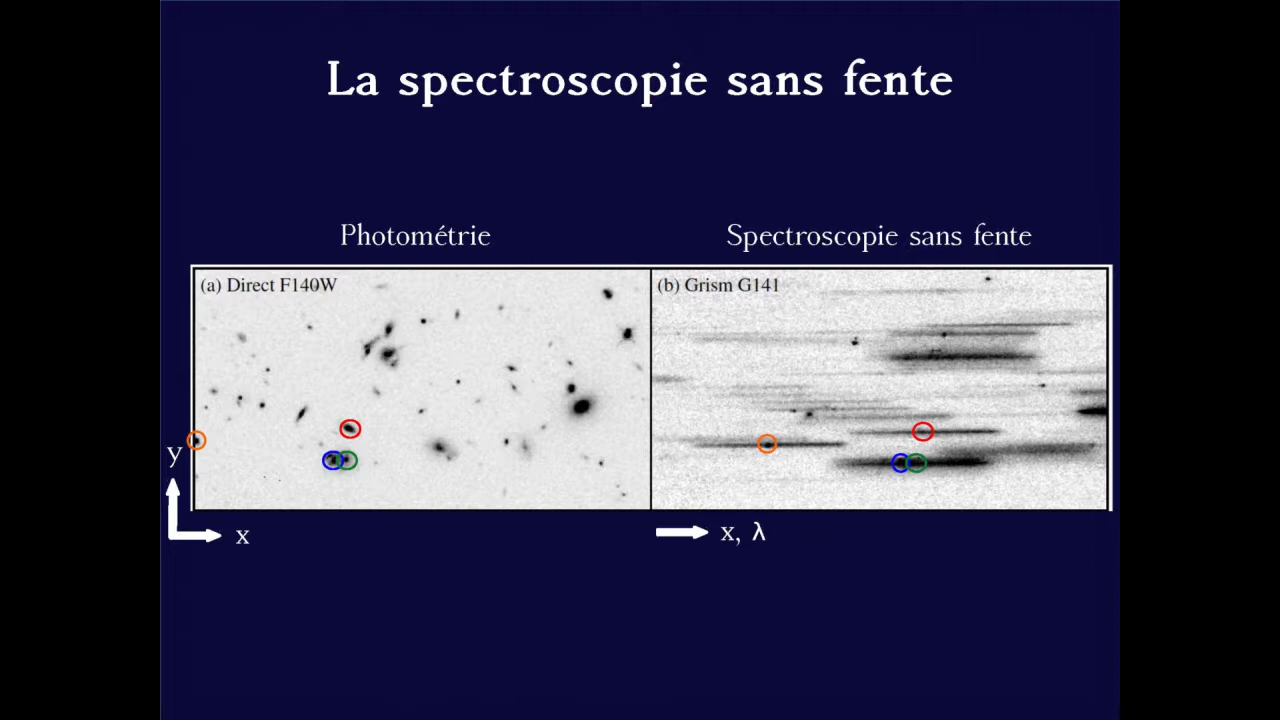 La spectroscopie sans fente
Photométrie
Spectroscopie sans fente
(a) Direct F140W
(b) Grism G141
y
x
x, λ